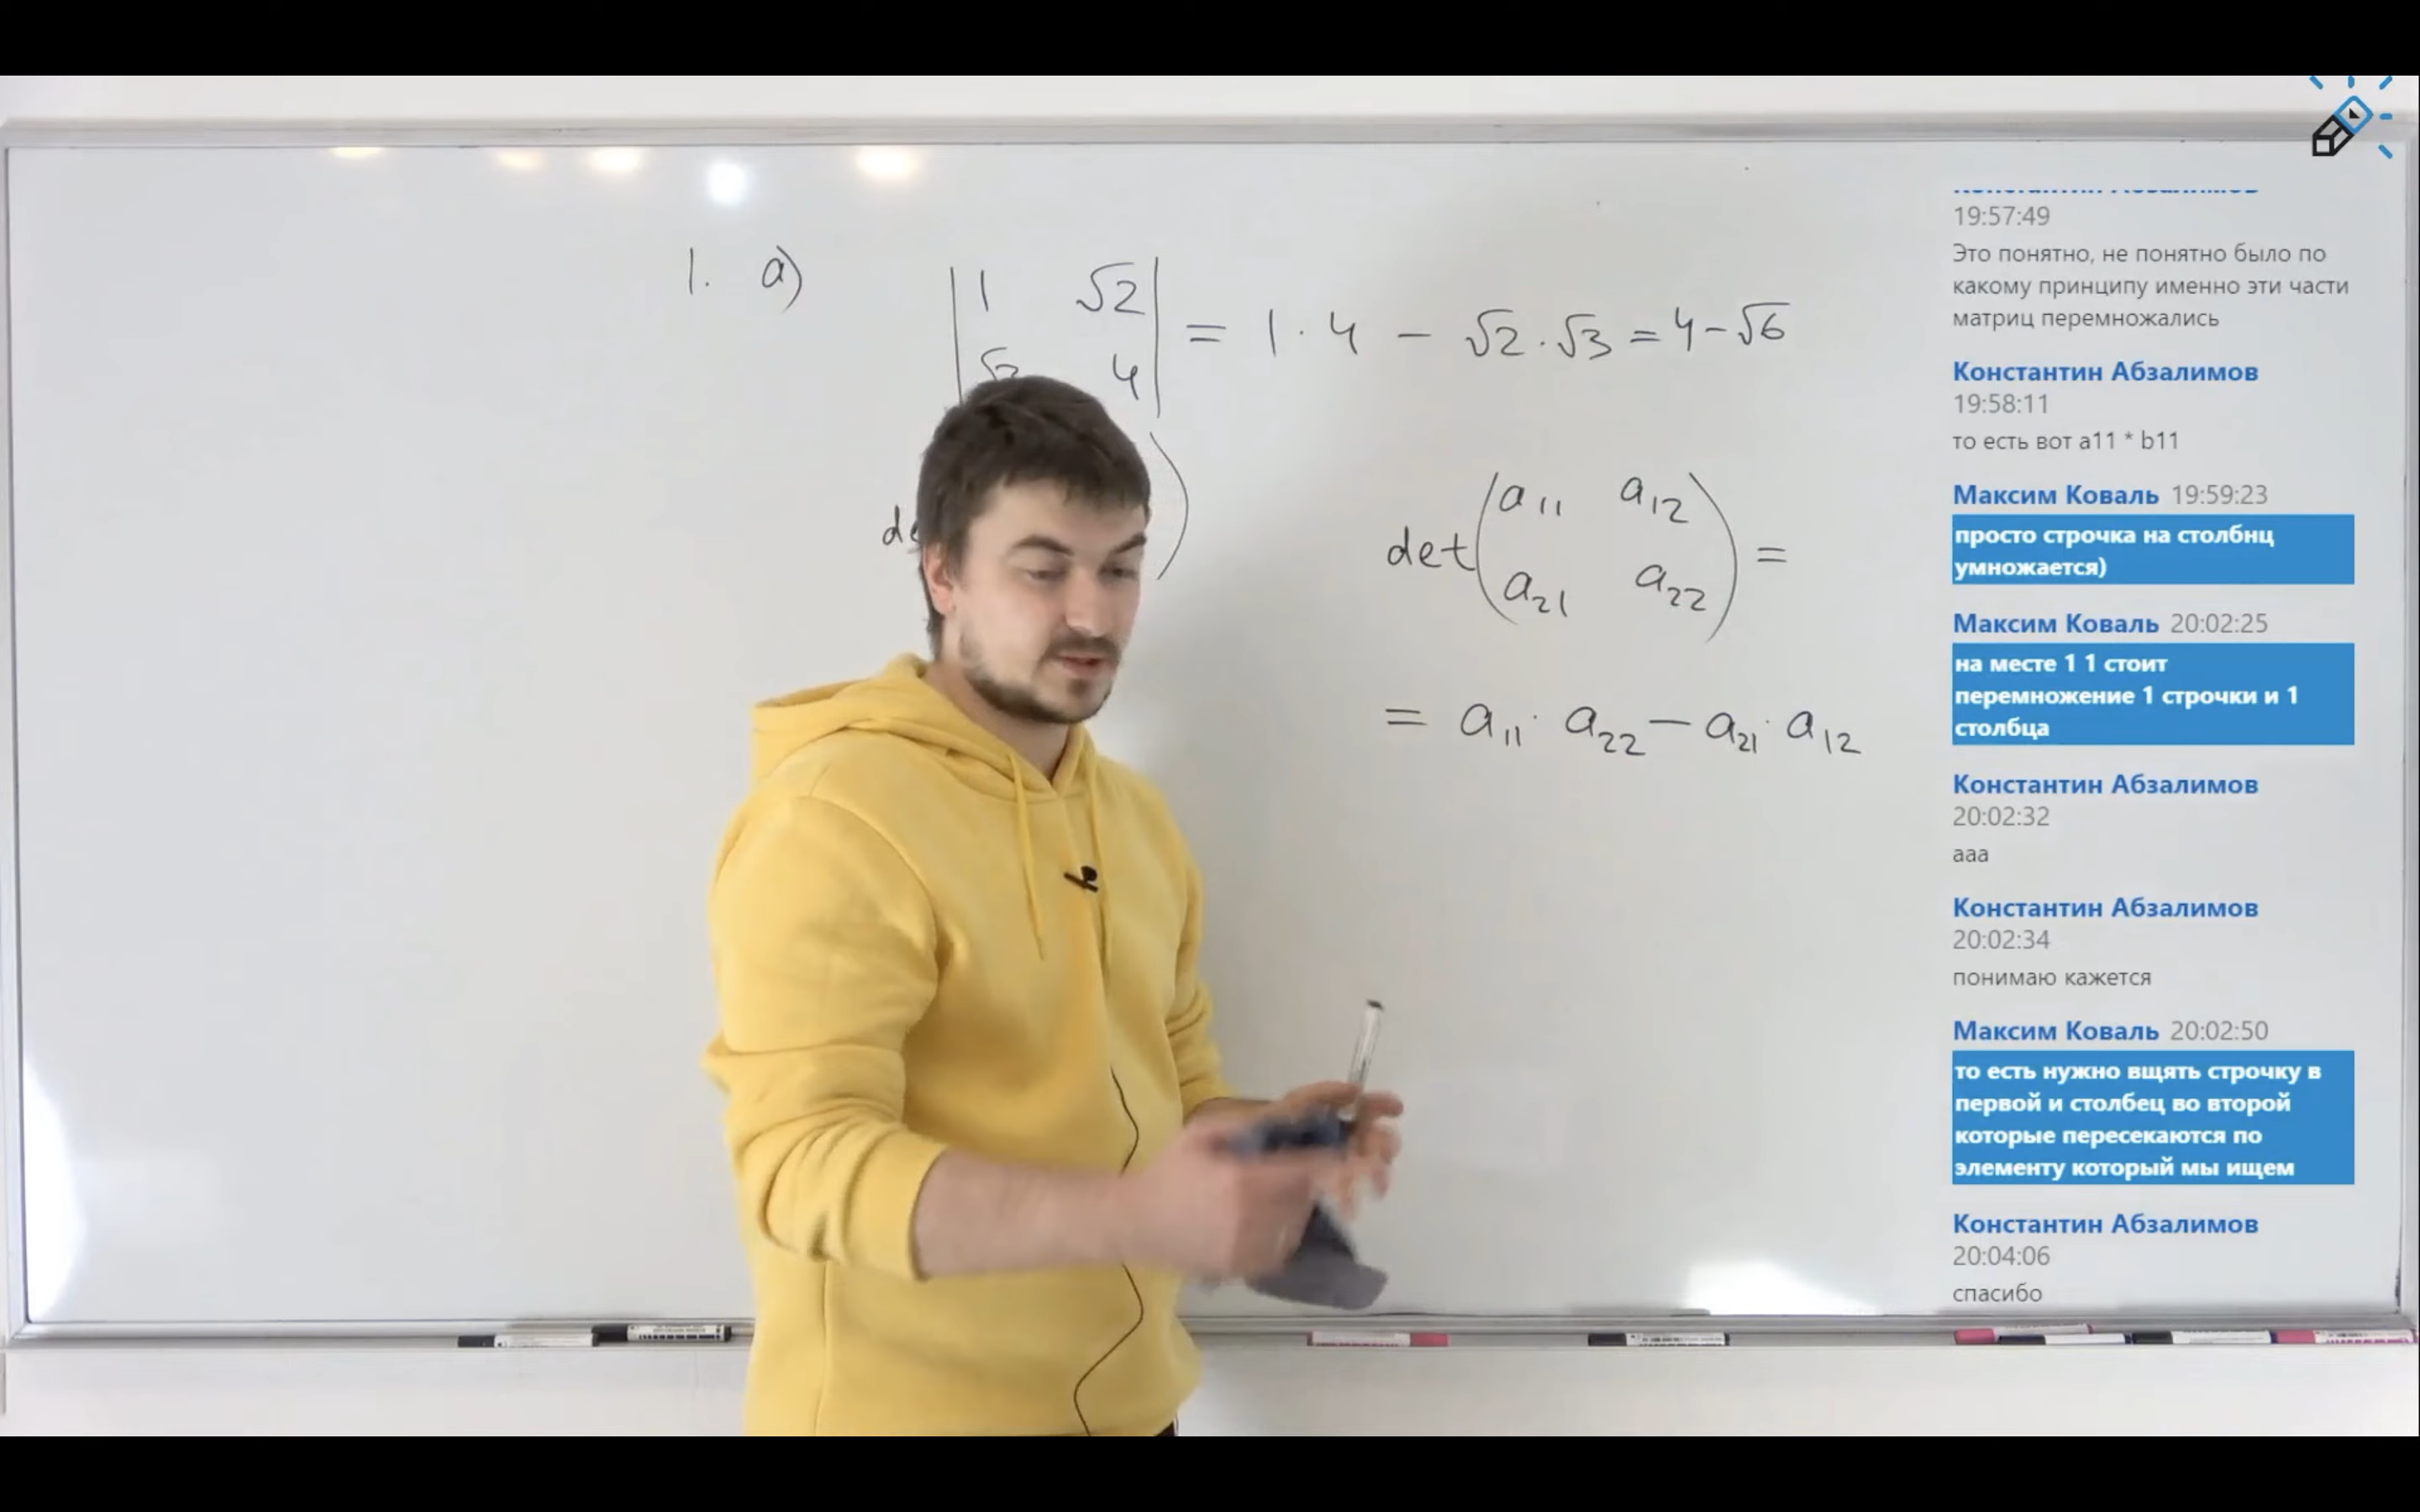 1. a)
|1 √2|
4| = 1 · 4 − √2 · √3 = 4 − √6
det(a11 a12
a21 a22) =
= a11 · a22 − a21 · a12
19:57:49
Это понятно, не понятно было по
какому принципу именно эти части
матриц перемножались
Константин Абзалимов
19:58:11
то есть вот a11 * b11
Максим Коваль 19:59:23
просто строчка на столбнц
умножается)
Максим Коваль 20:02:25
на месте 1 1 стоит
перемножение 1 строчки и 1
столбца
Константин Абзалимов
20:02:32
ааа
Константин Абзалимов
20:02:34
понимаю кажется
Максим Коваль 20:02:50
то есть нужно вщять строчку в
первой и столбец во второй
которые пересекаются по
элементу который мы ищем
Константин Абзалимов
20:04:06
спасибо